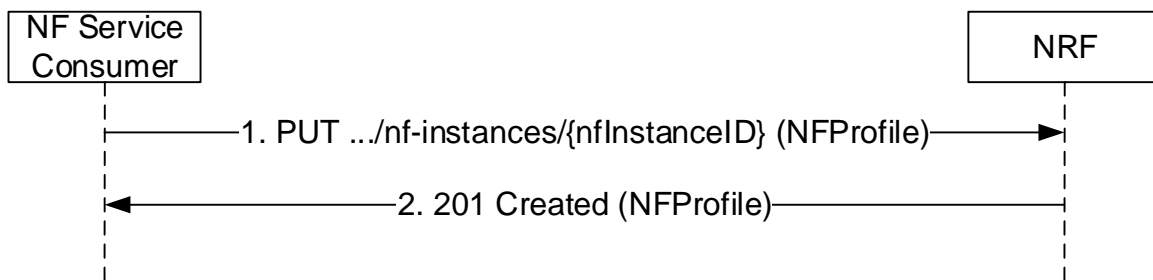 NF Service
Consumer
NRF
1. PUT .../nf-instances/{nfInstanceID} (NFProfile)
2. 201 Created (NFProfile)